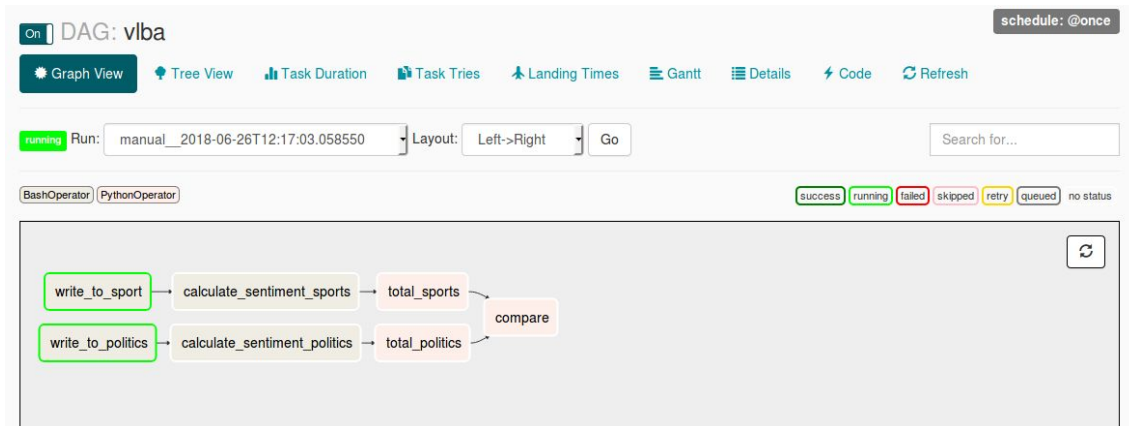 On DAG: vlba schedule: @once
Graph View Tree View Task Duration Task Tries Landing Times Gantt Details Code Refresh
running Run: manual__2018-06-26T12:17:03.058550 Layout: Left->Right Go Search for...
BashOperator PythonOperator success running failed skipped retry queued no status
write_to_sport calculate_sentiment_sports total_sports
compare
write_to_politics calculate_sentiment_politics total_politics